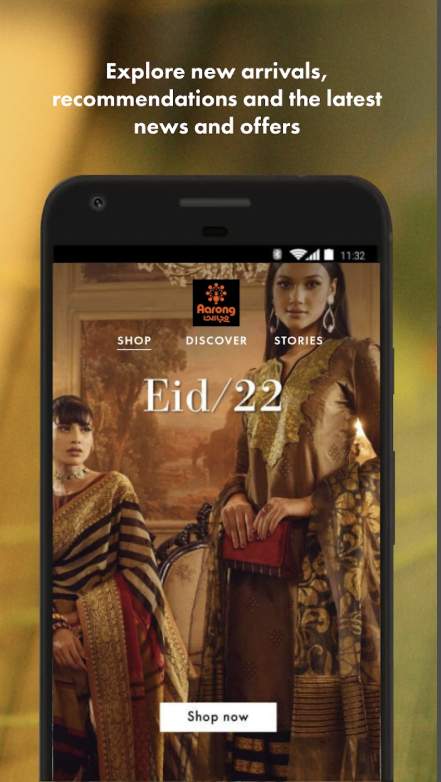 Explore new arrivals,
recommendations and the latest
news and offers
11:32
Aarong
আড়ং
SHOP DISCOVER STORIES
Eid/22
Shop now